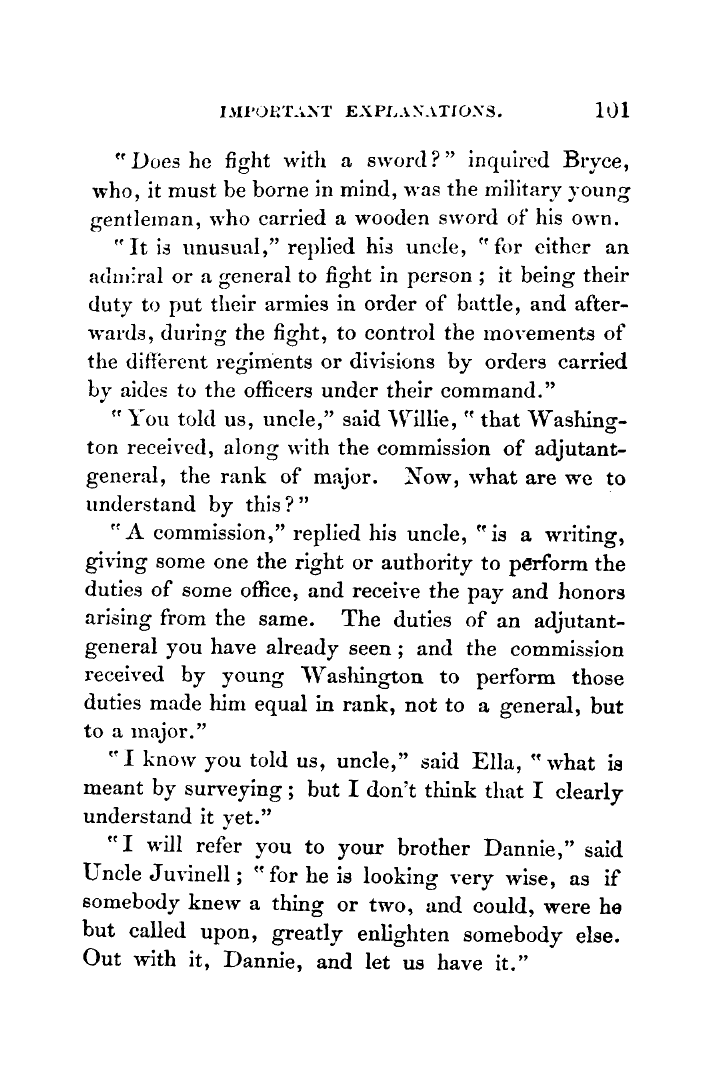 IMPORTANT EXPLANATIONS. 101
"Does he fight with a sword?" inquired Bryce,
who, it must be borne in mind, was the military young
gentleman, who carried a wooden sword of his own.
"It is unusual," replied his uncle, "for either an
admiral or a general to fight in person; it being their
duty to put their armies in order of battle, and after-
wards, during the fight, to control the movements of
the different regiments or divisions by orders carried
by aides to the officers under their command."
"You told us, uncle," said Willie, "that Washing-
ton received, along with the commission of adjutant-
general, the rank of major. Now, what are we to
understand by this?"
"A commission," replied his uncle, "is a writing,
giving some one the right or authority to perform the
duties of some office, and receive the pay and honors
arising from the same. The duties of an adjutant-
general you have already seen; and the commission
received by young Washington to perform those
duties made him equal in rank, not to a general, but
to a major."
"I know you told us, uncle," said Ella, "what is
meant by surveying; but I don't think that I clearly
understand it yet."
"I will refer you to your brother Dannie," said
Uncle Juvinell; "for he is looking very wise, as if
somebody knew a thing or two, and could, were he
but called upon, greatly enlighten somebody else.
Out with it, Dannie, and let us have it."